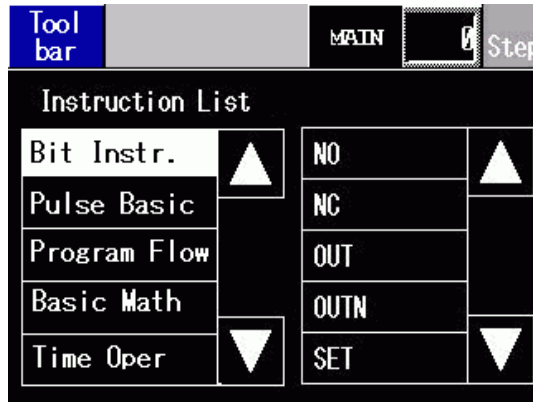 Tool
bar
MAIN
0
Step
Instruction List
Bit Instr.
NO
Pulse Basic
NC
Program Flow
OUT
Basic Math
OUTN
Time Oper
SET